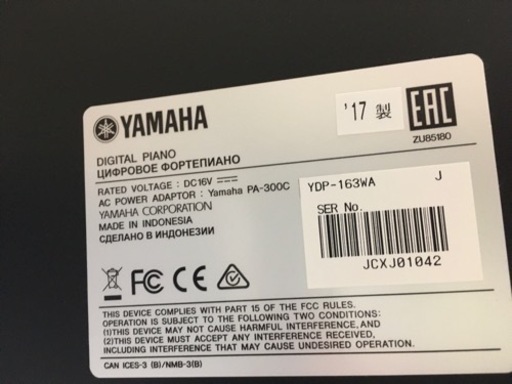 YAMAHA
'17 製
EAC
ZU85180
DIGITAL PIANO
ЦИФРОВОЕ ФОРТЕПИАНО
RATED VOLTAGE : DC16V
AC POWER ADAPTOR : Yamaha PA-300C
YAMAHA CORPORATION
MADE IN INDONESIA
СДЕЛАНО В ИНДОНЕЗИИ
YDP-163WA J
SER No.
JCXJ01042
FC CE
THIS DEVICE COMPLIES WITH PART 15 OF THE FCC RULES.
OPERATION IS SUBJECT TO THE FOLLOWING TWO CONDITIONS:
(1)THIS DEVICE MAY NOT CAUSE HARMFUL INTERFERENCE,AND
(2)THIS DEVICE MUST ACCEPT ANY INTERFERENCE RECEIVED,
INCLUDING INTERFERENCE THAT MAY CAUSE UNDESIRED OPERATION.
CAN ICES-3 (B)/NMB-3(B)